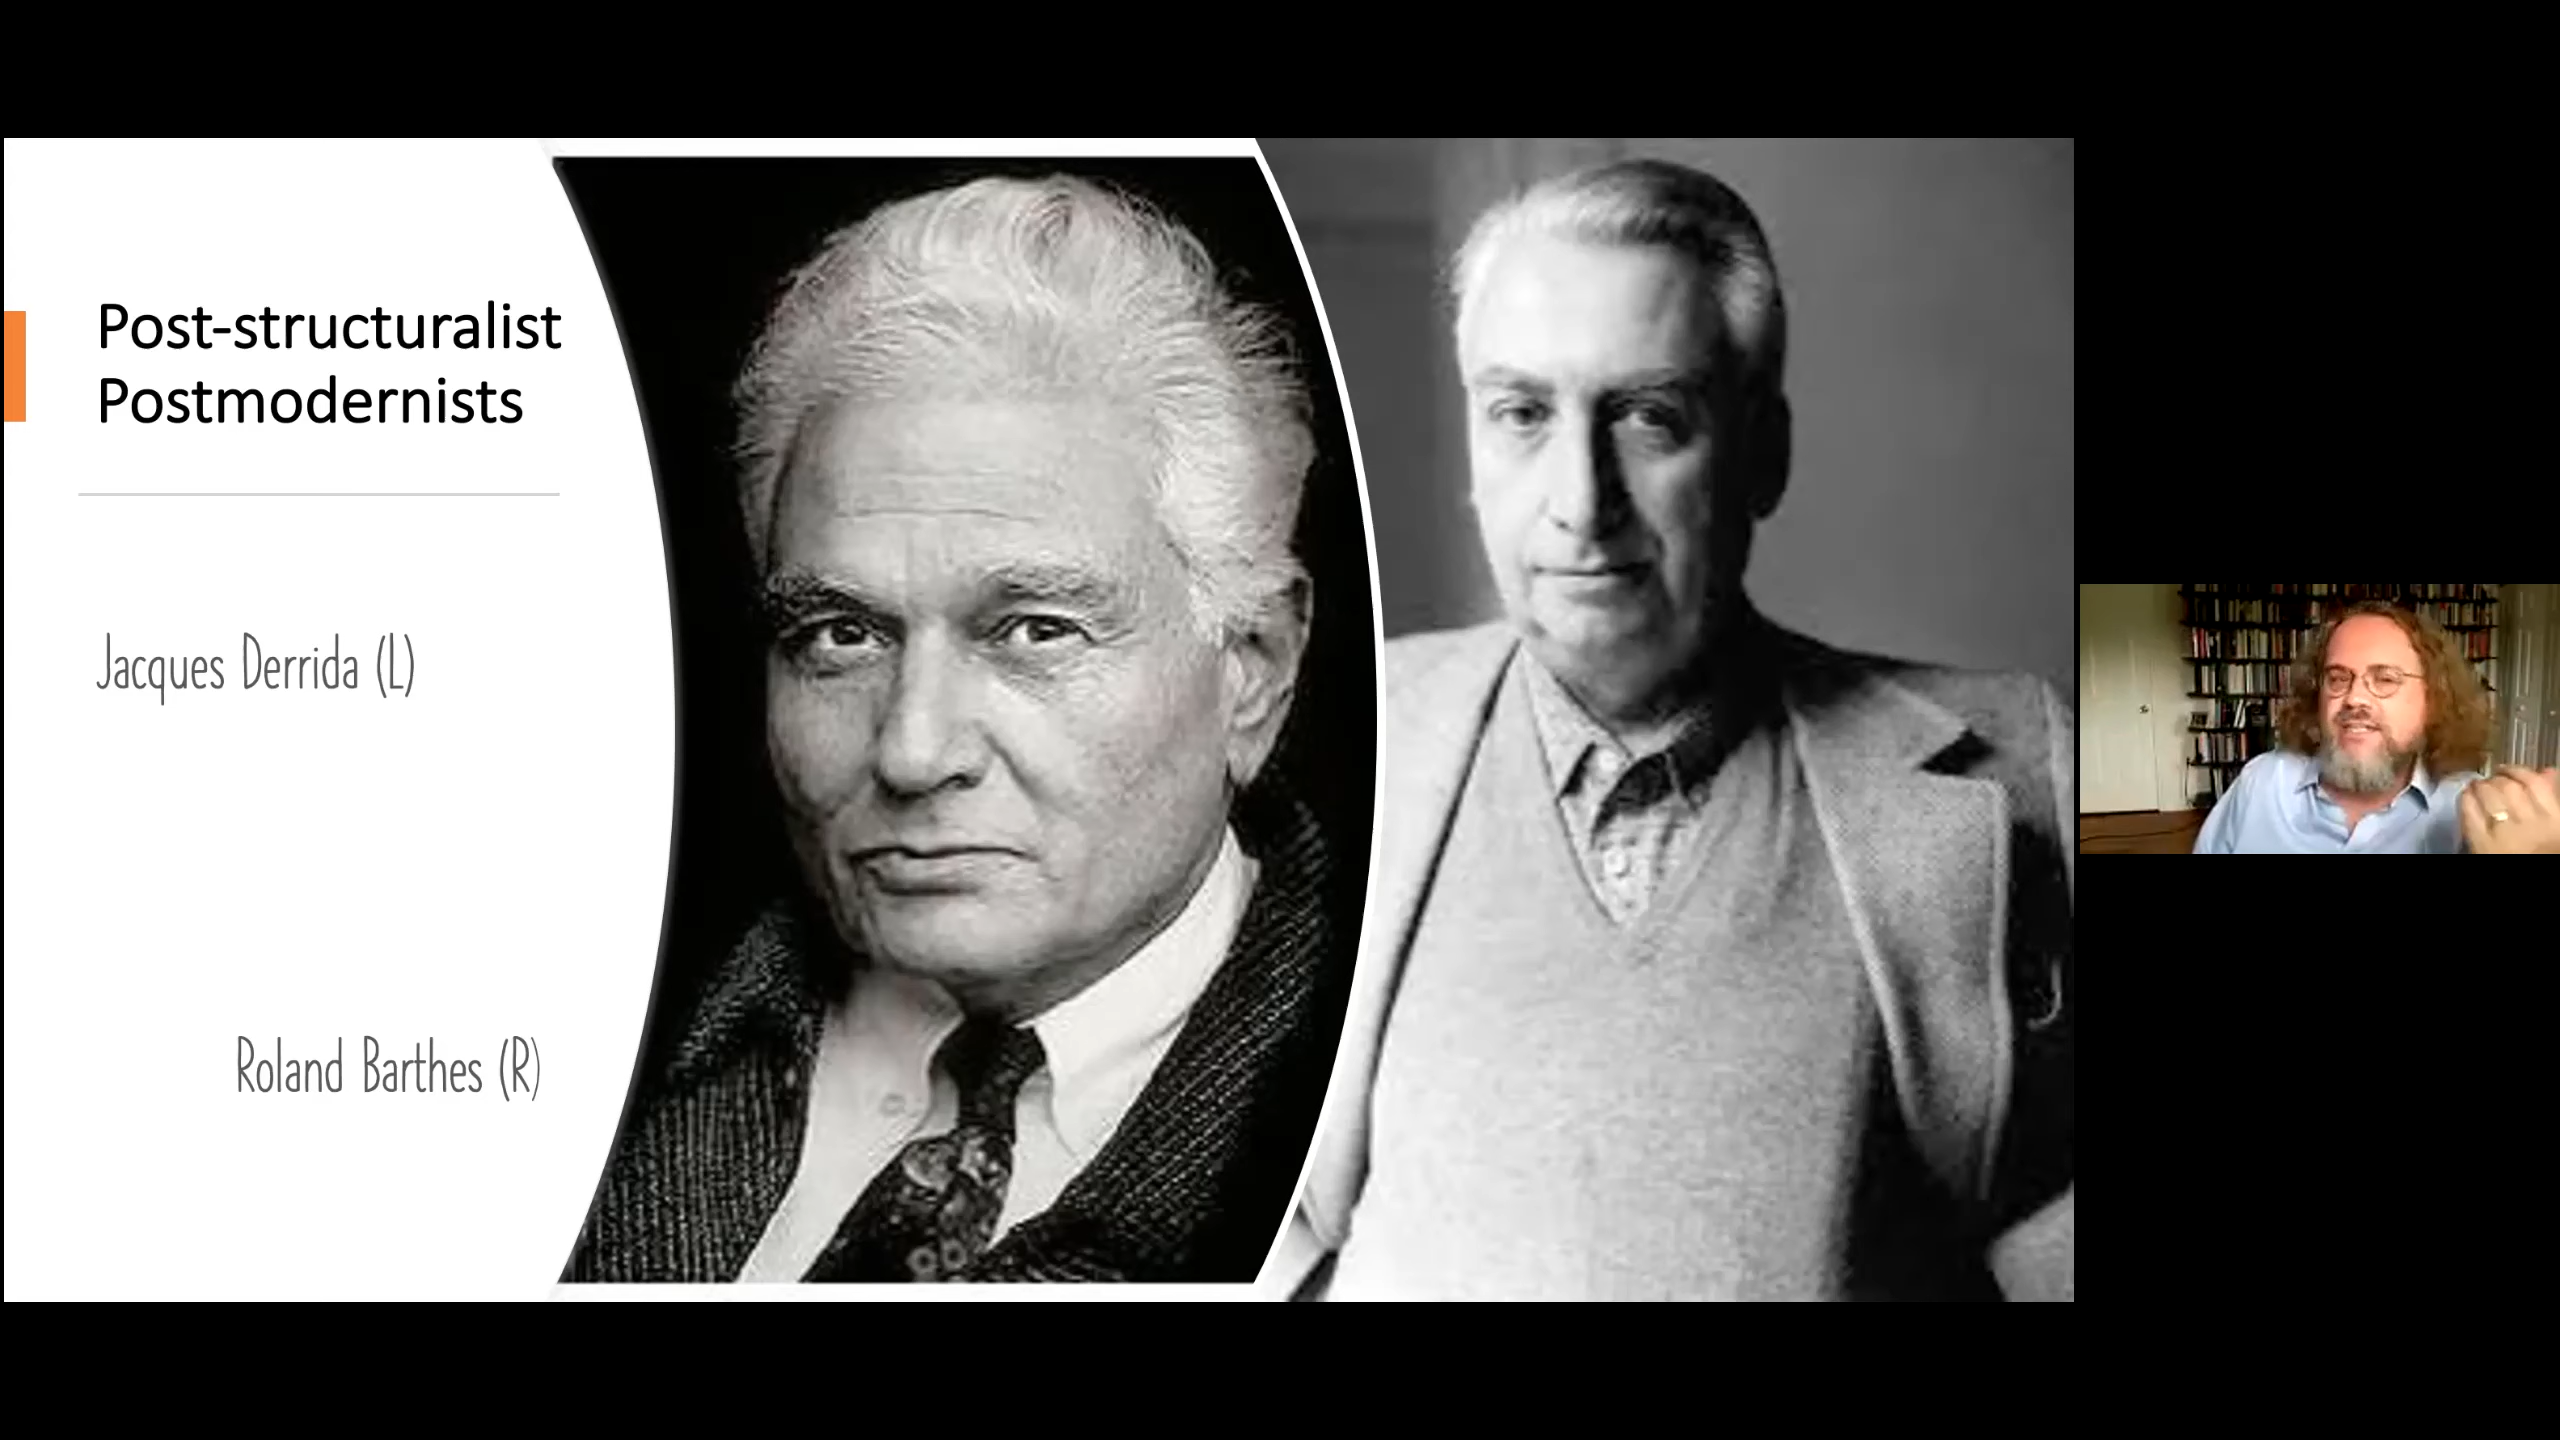 Post-structuralist
Postmodernists
Jacques Derrida (L)
Roland Barthes (R)